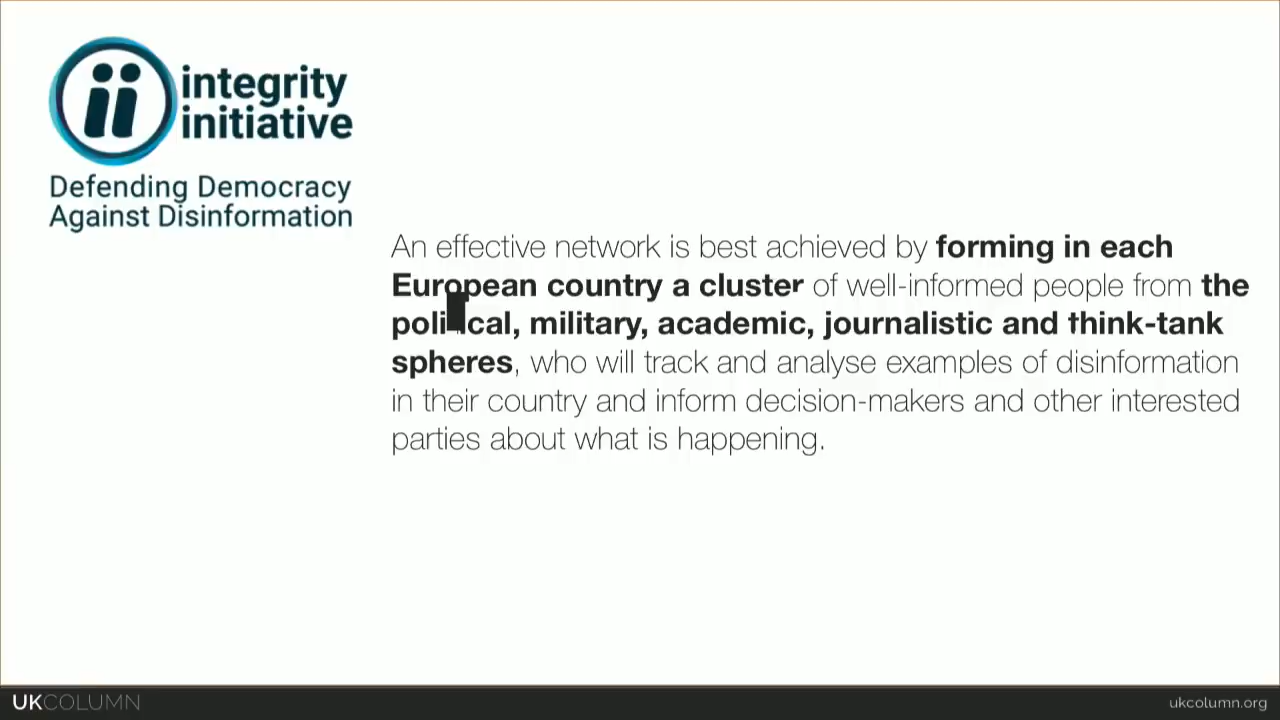 integrity
initiative
Defending Democracy
Against Disinformation
An effective network is best achieved by forming in each
European country a cluster of well-informed people from the
political, military, academic, journalistic and think-tank
spheres, who will track and analyse examples of disinformation
in their country and inform decision-makers and other interested
parties about what is happening.
UKCOLUMN
ukcolumn.org